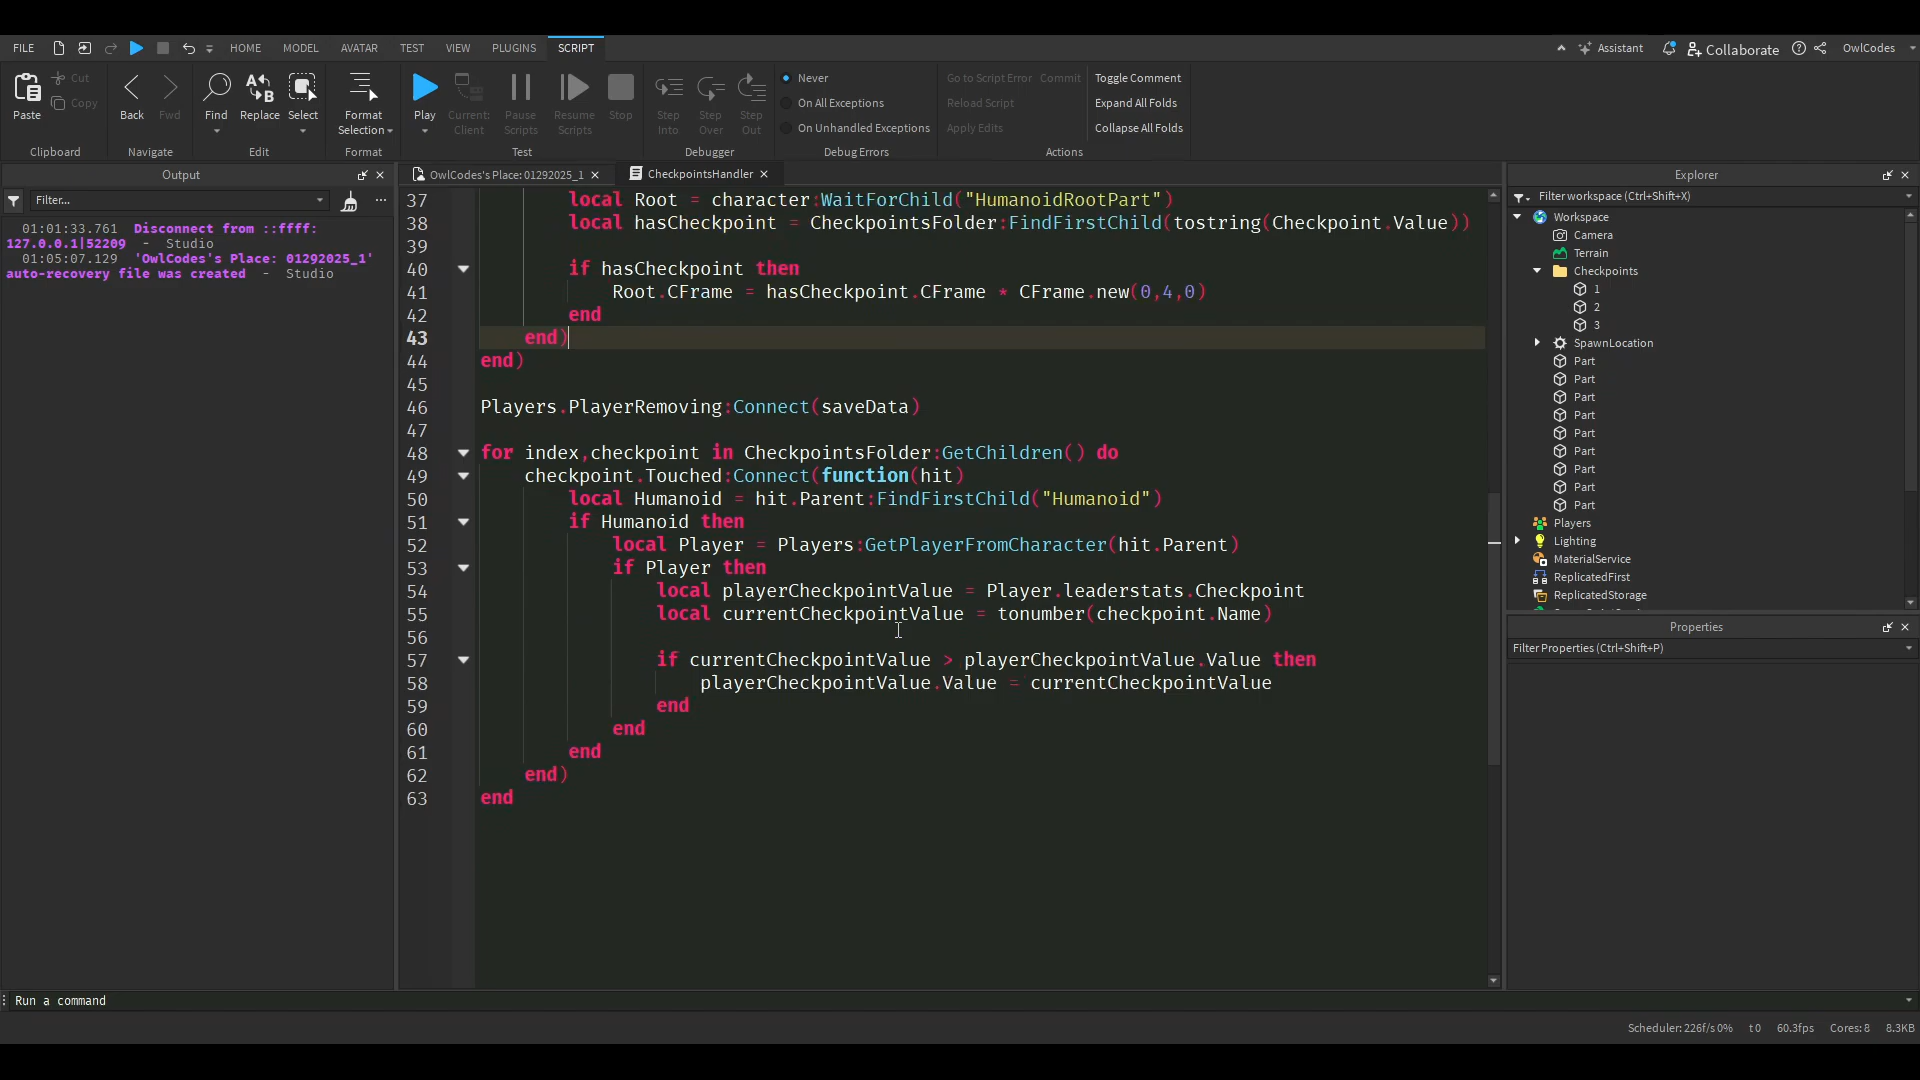 FILE HOME MODEL AVATAR TEST VIEW PLUGINS SCRIPT Assistant Collaborate OwlCodes
Paste Cut Copy Back Fwd Find Replace Select Format Selection Play Current: Client Pause Scripts Resume Scripts Stop Step Into Step Over Step Out
Never
On All Exceptions
On Unhandled Exceptions
Go to Script Error Commit
Reload Script
Apply Edits
Toggle Comment
Expand All Folds
Collapse All Folds
Clipboard Navigate Edit Format Test Debugger Debug Errors Actions
Output
Filter...
01:01:33.761 Disconnect from ::ffff:
127.0.0.1|52209 - Studio
01:05:07.129 'OwlCodes's Place: 01292025_1'
auto-recovery file was created - Studio
OwlCodes's Place: 01292025_1 CheckpointsHandler
37 local Root = character:WaitForChild("HumanoidRootPart")
38 local hasCheckpoint = CheckpointsFolder:FindFirstChild(tostring(Checkpoint.Value))
39
40 if hasCheckpoint then
41 Root.CFrame = hasCheckpoint.CFrame * CFrame.new(0,4,0)
42 end
43 end)
44 end)
45
46 Players.PlayerRemoving:Connect(saveData)
47
48 for index,checkpoint in CheckpointsFolder:GetChildren() do
49 checkpoint.Touched:Connect(function(hit)
50 local Humanoid = hit.Parent:FindFirstChild("Humanoid")
51 if Humanoid then
52 local Player = Players:GetPlayerFromCharacter(hit.Parent)
53 if Player then
54 local playerCheckpointValue = Player.leaderstats.Checkpoint
55 local currentCheckpointValue = tonumber(checkpoint.Name)
56
57 if currentCheckpointValue > playerCheckpointValue.Value then
58 playerCheckpointValue.Value = currentCheckpointValue
59 end
60 end
61 end
62 end)
63 end
Explorer
Filter workspace (Ctrl+Shift+X)
Workspace
Camera
Terrain
Checkpoints
1
2
3
SpawnLocation
Part
Part
Part
Part
Part
Part
Part
Part
Part
Players
Lighting
MaterialService
ReplicatedFirst
ReplicatedStorage
Properties
Filter Properties (Ctrl+Shift+P)
Run a command
Scheduler: 226f/s 0% t 0 60.3fps Cores: 8 8.3KB